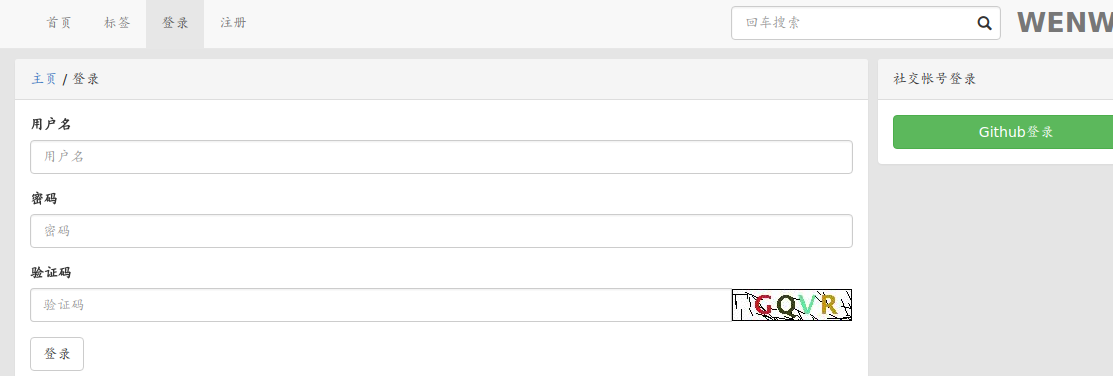 首页 标签 登录 注册 回车搜索 WENW
主页 / 登录
社交帐号登录
用户名
用户名
Github登录
密码
密码
验证码
验证码 GQVR
登录